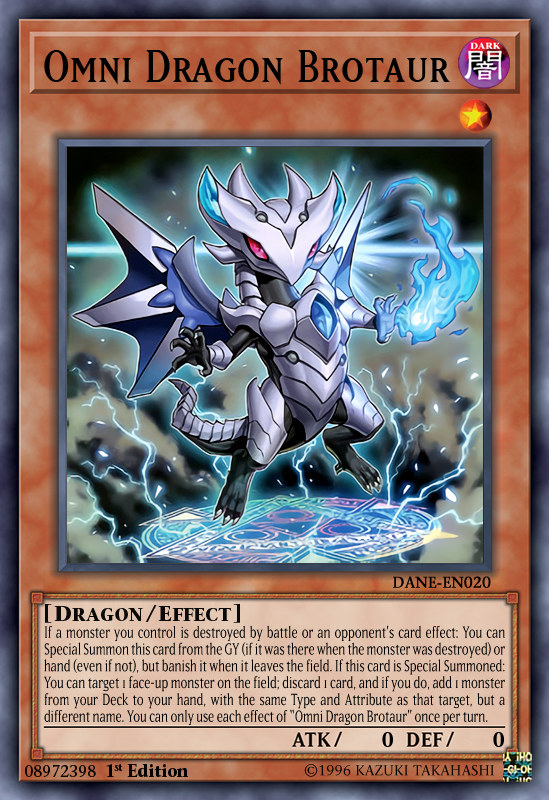 OMNI DRAGON BROTAUR
DARK
闇
DANE-EN020
[DRAGON/EFFECT]
If a monster you control is destroyed by battle or an opponent's card effect: You can
Special Summon this card from the GY (if it was there when the monster was destroyed) or
hand (even if not), but banish it when it leaves the field. If this card is Special Summoned:
You can target 1 face-up monster on the field; discard 1 card, and if you do, add 1 monster
from your Deck to your hand, with the same Type and Attribute as that target, but a
different name. You can only use each effect of "Omni Dragon Brotaur" once per turn.
ATK/ 0 DEF/ 0
08972398 1st Edition ©1996 KAZUKI TAKAHASHI